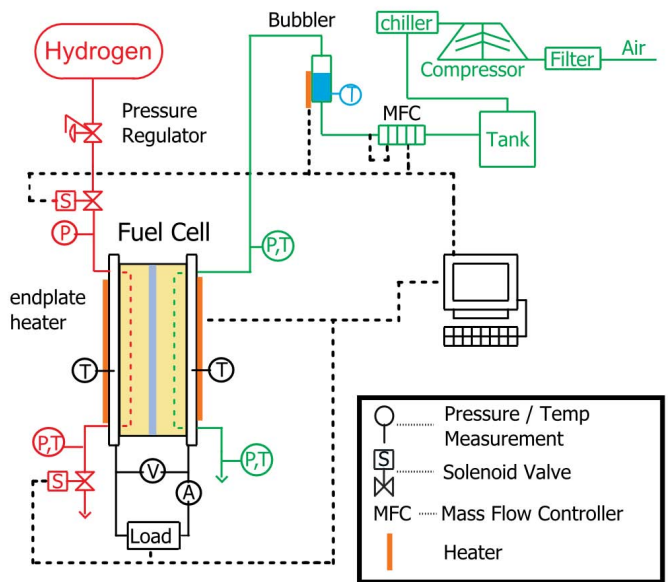 Bubbler
chiller
Compressor
Filter
Air
Hydrogen
Pressure
Regulator
MFC
Tank
T
S
P
Fuel Cell
P,T
endplate
heater
T
T
P,T
P,T
S
V
A
Load
Pressure / Temp
Measurement
S
Solenoid Valve
MFC
Mass Flow Controller
Heater